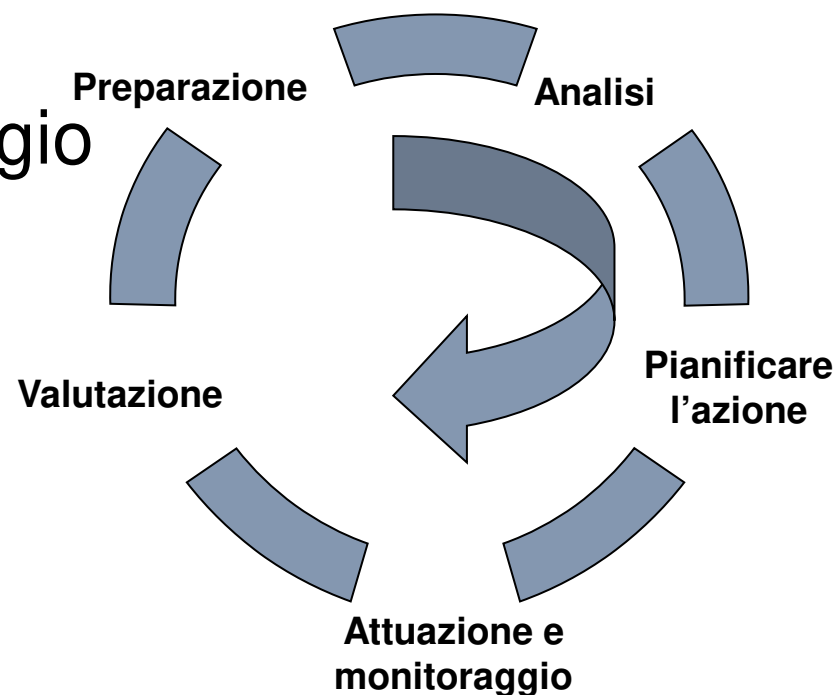 Preparazione
Analisi
gio
Pianificare
l’azione
Valutazione
Attuazione e
monitoraggio